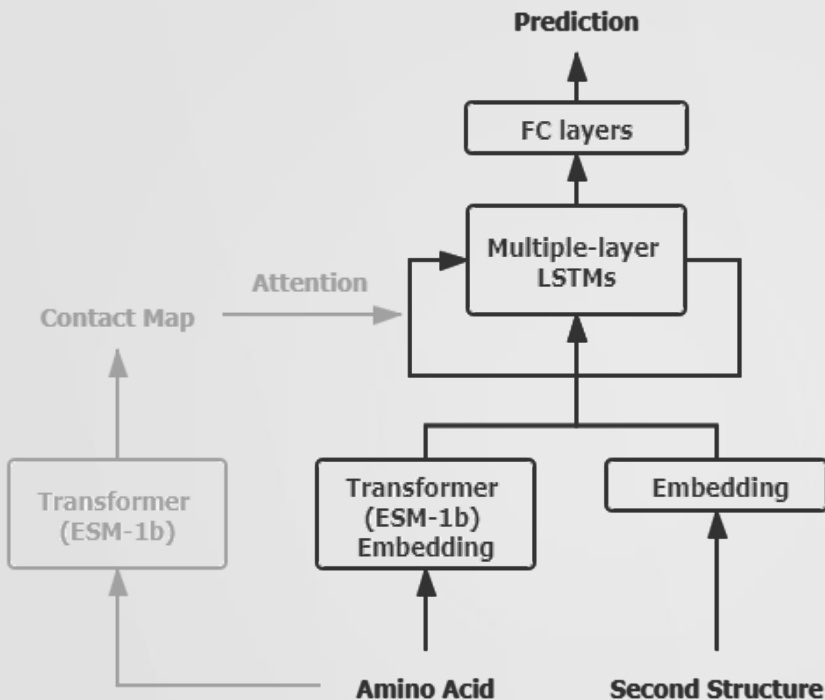 Prediction
FC layers
Multiple-layer
LSTMs
Attention
Contact Map
Transformer
(ESM-1b)
Transformer
(ESM-1b)
Embedding
Embedding
Amino Acid
Second Structure